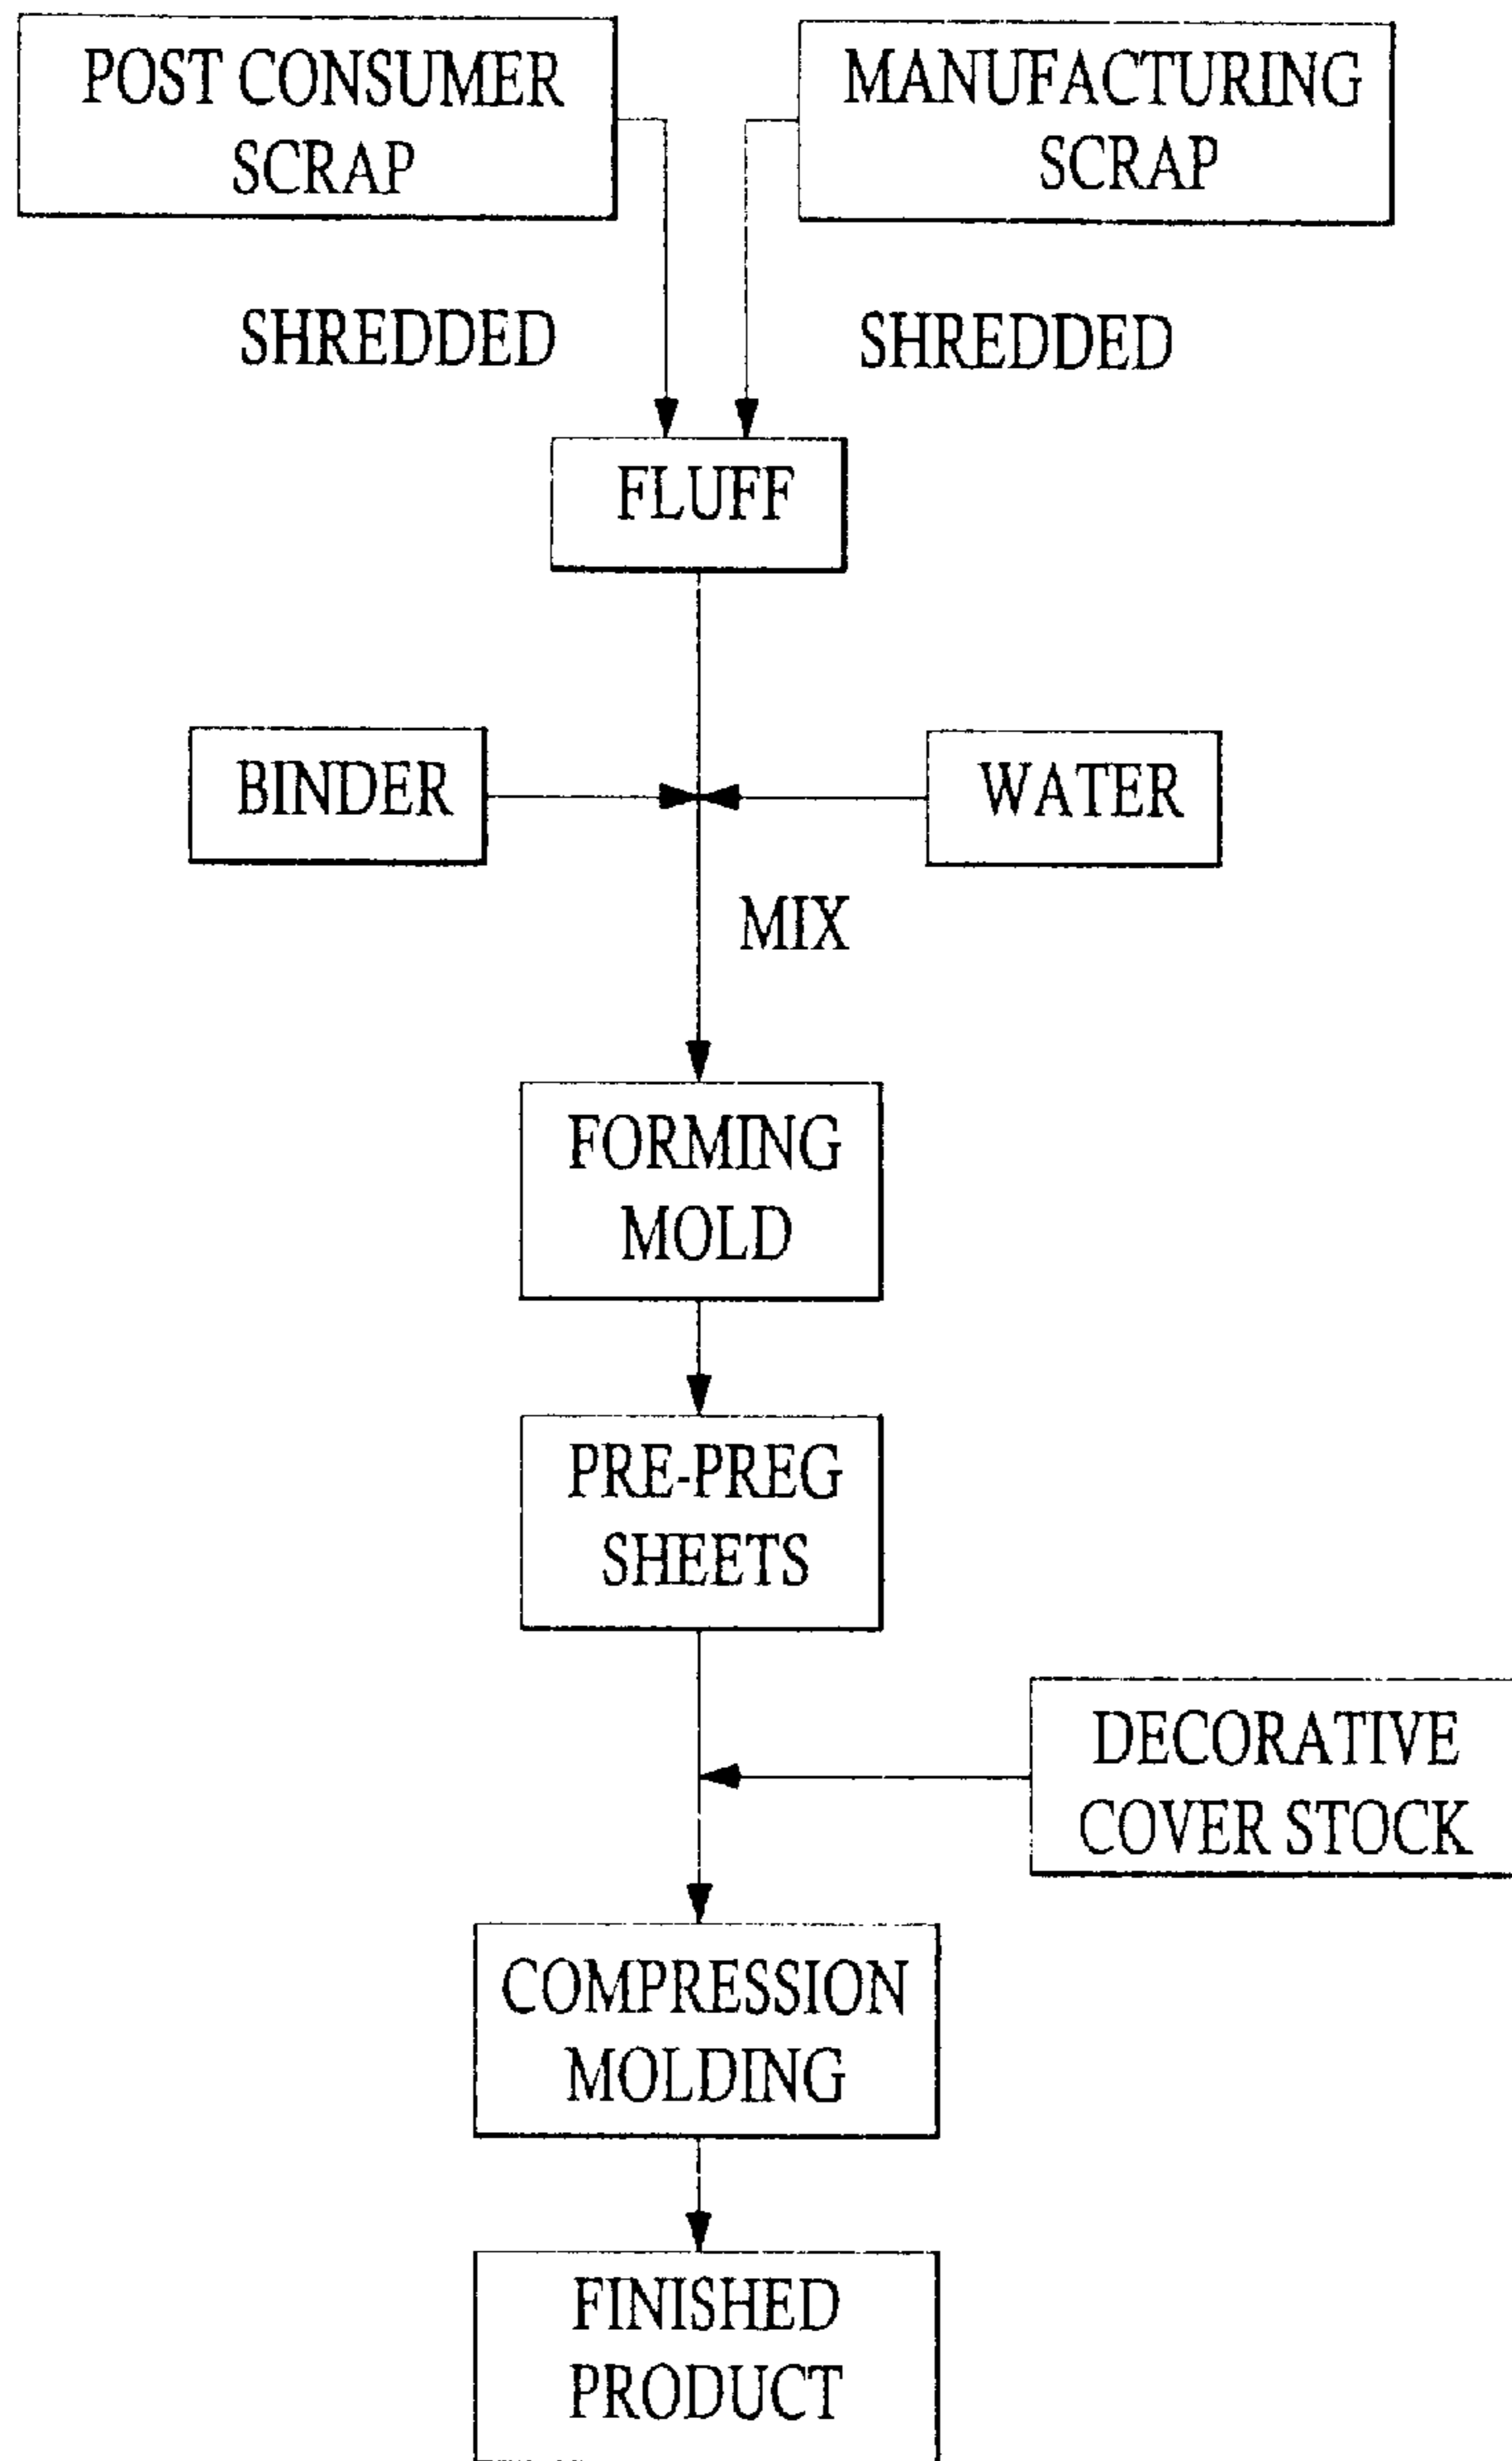 POST CONSUMER
SCRAP
MANUFACTURING
SCRAP
SHREDDED
SHREDDED
FLUFF
BINDER
WATER
MIX
FORMING
MOLD
PRE-PREG
SHEETS
DECORATIVE
COVER STOCK
COMPRESSION
MOLDING
FINISHED
PRODUCT